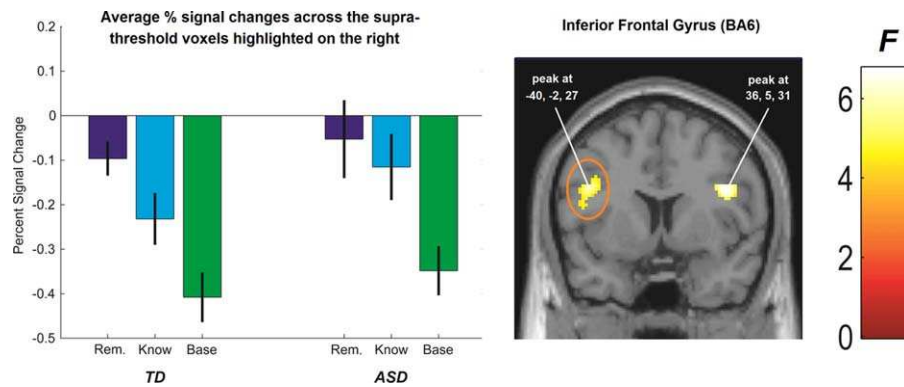 Average % signal changes across the supra-
threshold voxels highlighted on the right
0.2
0.1
0
-0.1
-0.2
-0.3
-0.4
-0.5
Percent Signal Change
Rem. Know Base
Rem. Know Base
TD
ASD
Inferior Frontal Gyrus (BA6)
peak at
-40, -2, 27
peak at
36, 5, 31
F
6
4
2
0